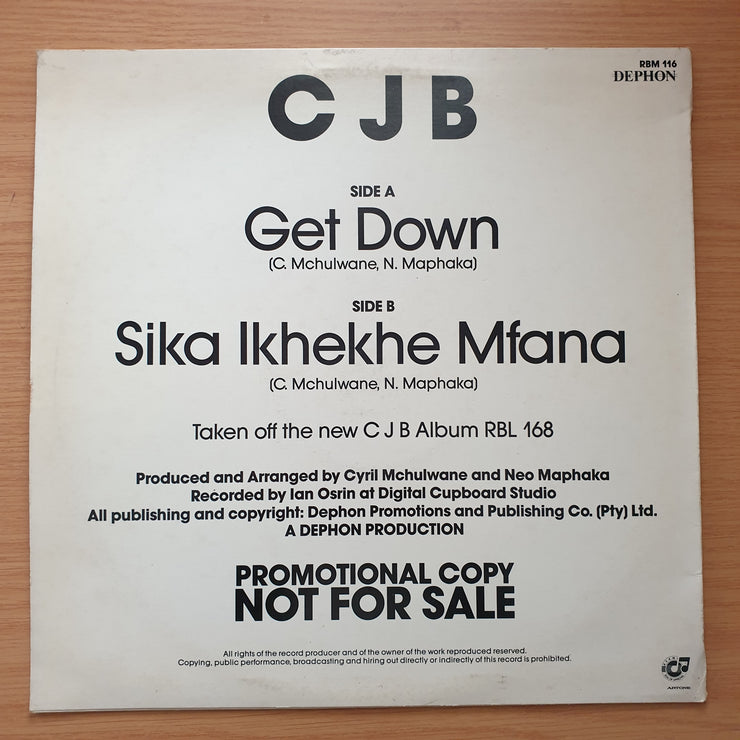 RBM 116
DEPHON
C J B
SIDE A
Get Down
(C. Mchulwane, N. Maphaka)
SIDE B
Sika Ikhekhe Mfana
(C. Mchulwane, N. Maphaka)
Taken off the new C J B Album RBL 168
Produced and Arranged by Cyril Mchulwane and Neo Maphaka
Recorded by Ian Osrin at Digital Cupboard Studio
All publishing and copyright: Dephon Promotions and Publishing Co. (Pty) Ltd.
A DEPHON PRODUCTION
PROMOTIONAL COPY
NOT FOR SALE
All rights of the record producer and of the owner of the work reproduced reserved.
Copying, public performance, broadcasting and hiring out directly or indirectly of this record is prohibited.
ARTONE